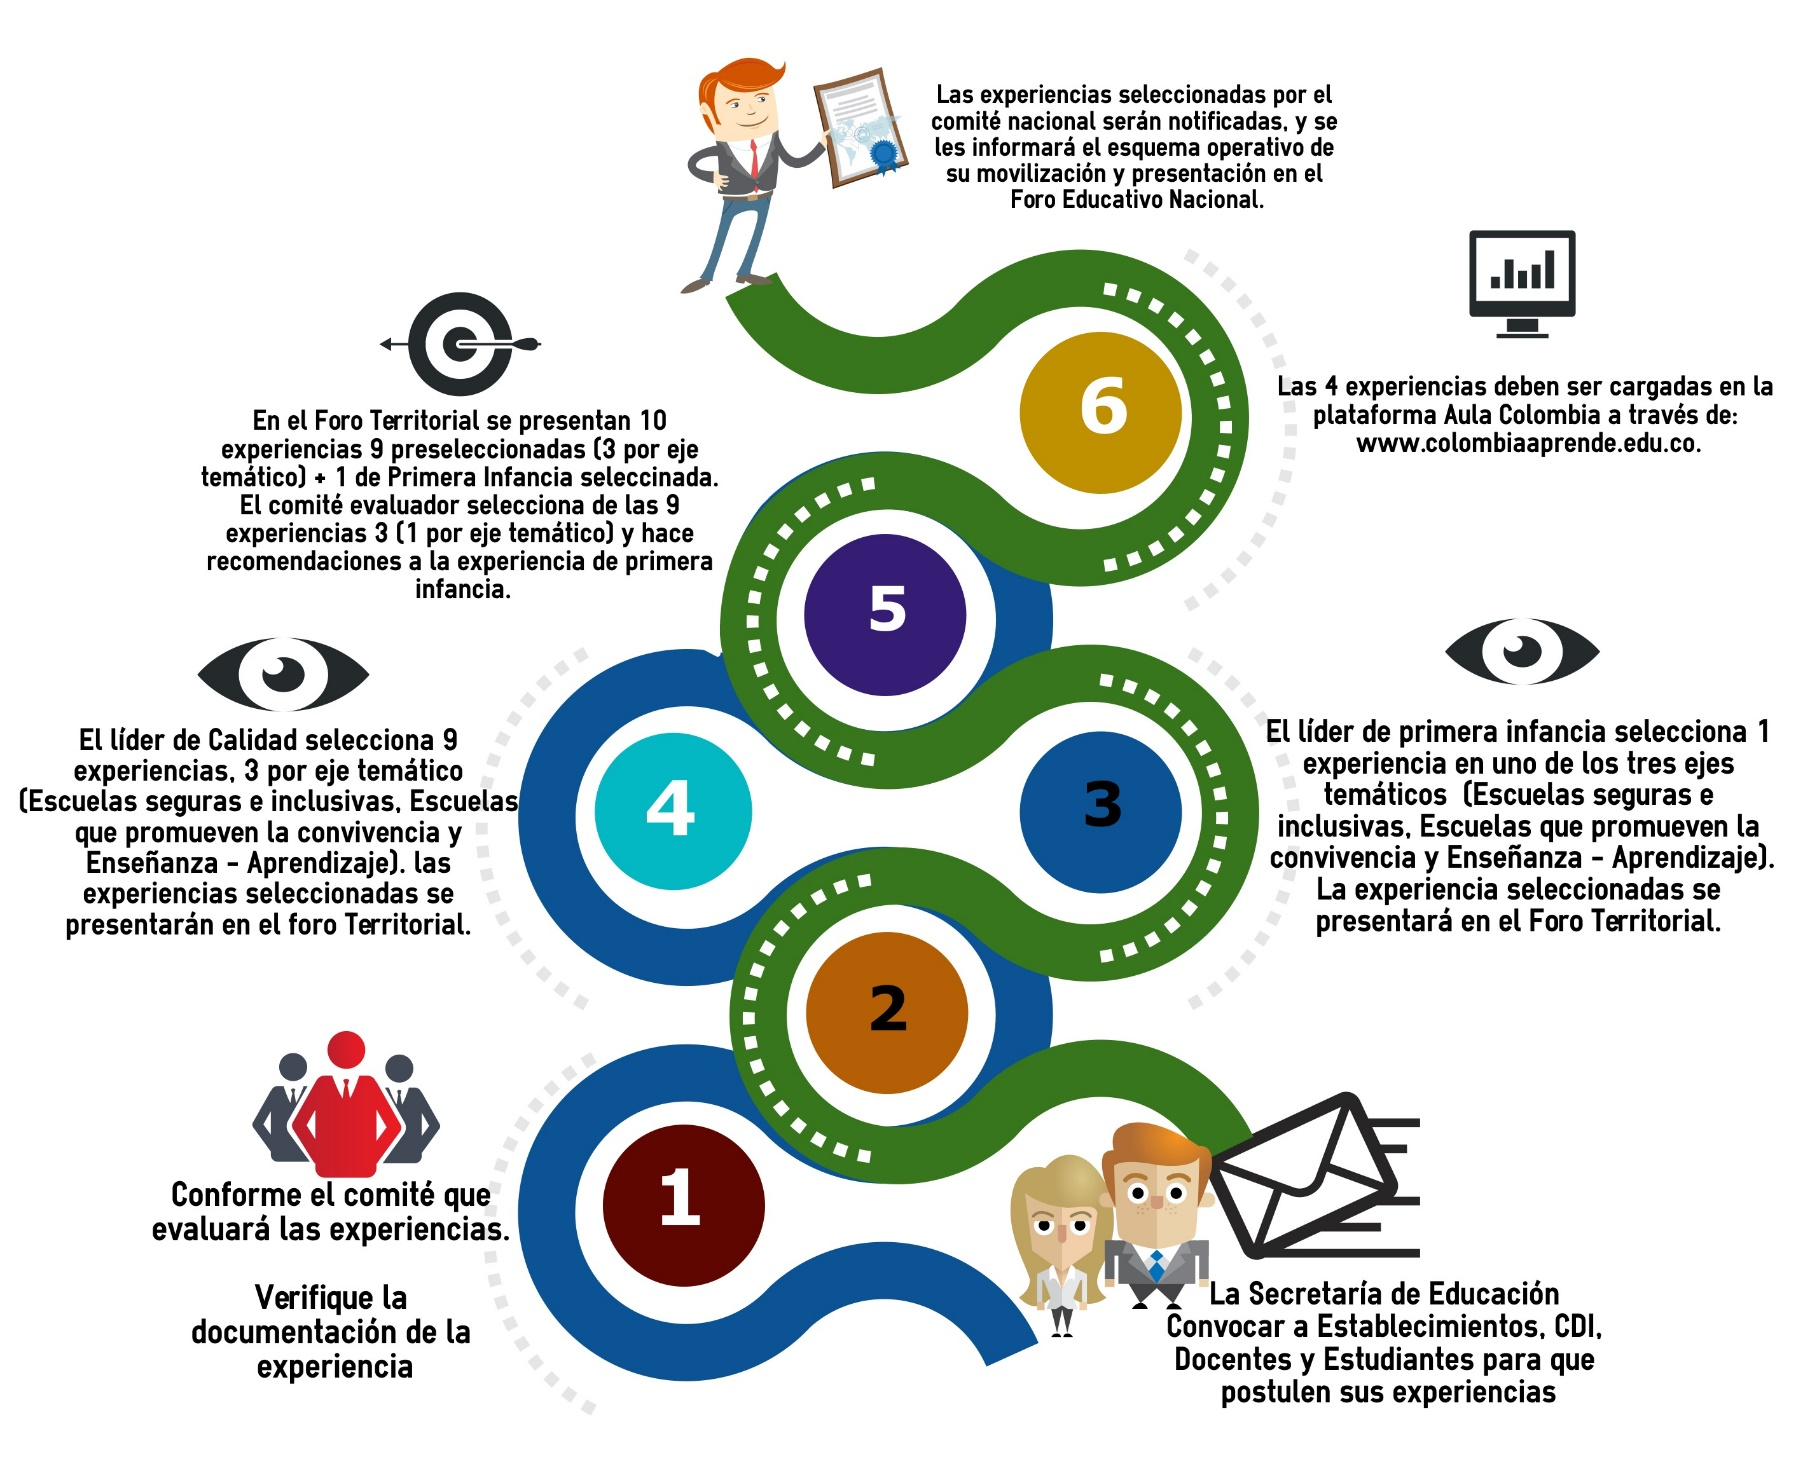 Las experiencias seleccionadas por el
comité nacional serán notificadas, y se
les informará el esquema operativo de
su movilización y presentación en el
Foro Educativo Nacional.
6
Las 4 experiencias deben ser cargadas en la
plataforma Aula Colombia a través de:
www.colombiaaprende.edu.co.
En el Foro Territorial se presentan 10
experiencias 9 preseleccionadas (3 por eje
temático) + 1 de Primera Infancia seleccinada.
El comité evaluador selecciona de las 9
experiencias 3 (1 por eje temático) y hace
recomendaciones a la experiencia de primera
infancia.
5
El líder de Calidad selecciona 9
experiencias, 3 por eje temático
(Escuelas seguras e inclusivas, Escuelas
que promueven la convivencia y
Enseñanza - Aprendizaje). las
experiencias seleccionadas se
presentarán en el foro Territorial.
4
3
El líder de primera infancia selecciona 1
experiencia en uno de los tres ejes
temáticos (Escuelas seguras e
inclusivas, Escuelas que promueven la
convivencia y Enseñanza - Aprendizaje).
La experiencia seleccionadas se
presentará en el Foro Territorial.
2
Conforme el comité que
evaluará las experiencias.
Verifique la
documentación de la
experiencia
1
La Secretaría de Educación
Convocar a Establecimientos, CDI,
Docentes y Estudiantes para que
postulen sus experiencias